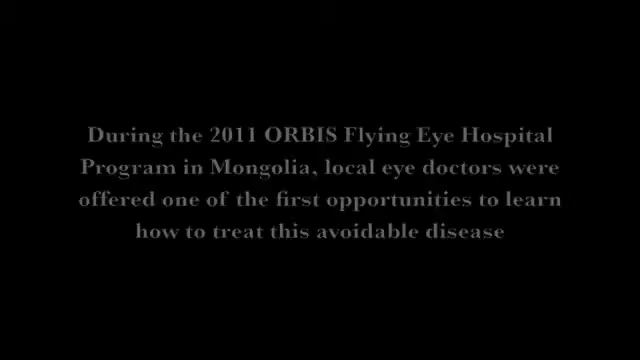 During the 2011 ORBIS Flying Eye Hospital
Program in Mongolia, local eye doctors were
offered one of the first opportunities to learn
how to treat this avoidable disease